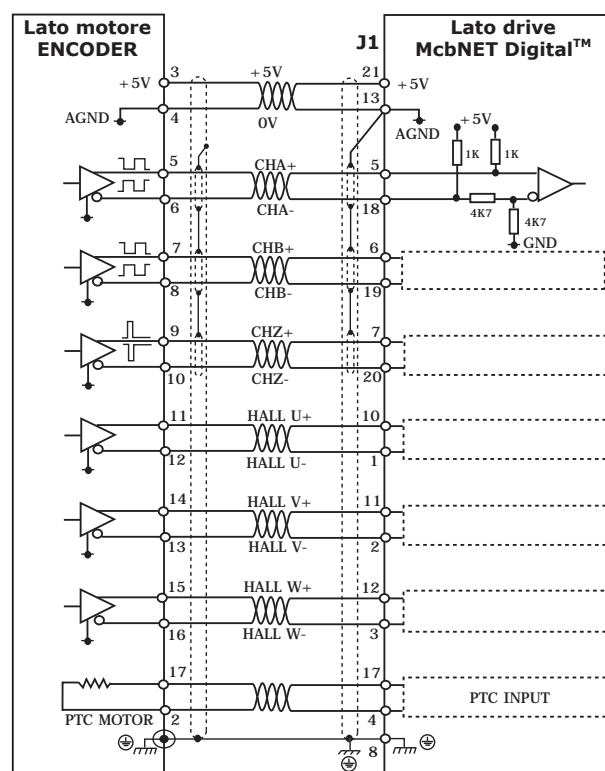 Lato motore
ENCODER
J1
Lato drive
McbNET Digital™
+5V
3
+5V
21
+5V
AGND
4
0V
13
AGND
+5V
1K
1K
5
CHA+
5
6
CHA-
18
4K7
4K7
GND
7
CHB+
6
8
CHB-
19
9
CHZ+
7
10
CHZ-
20
11
HALL U+
10
12
HALL U-
1
14
HALL V+
11
13
HALL V-
2
15
HALL W+
12
16
HALL W-
3
17
17
PTC INPUT
PTC MOTOR
2
4
8